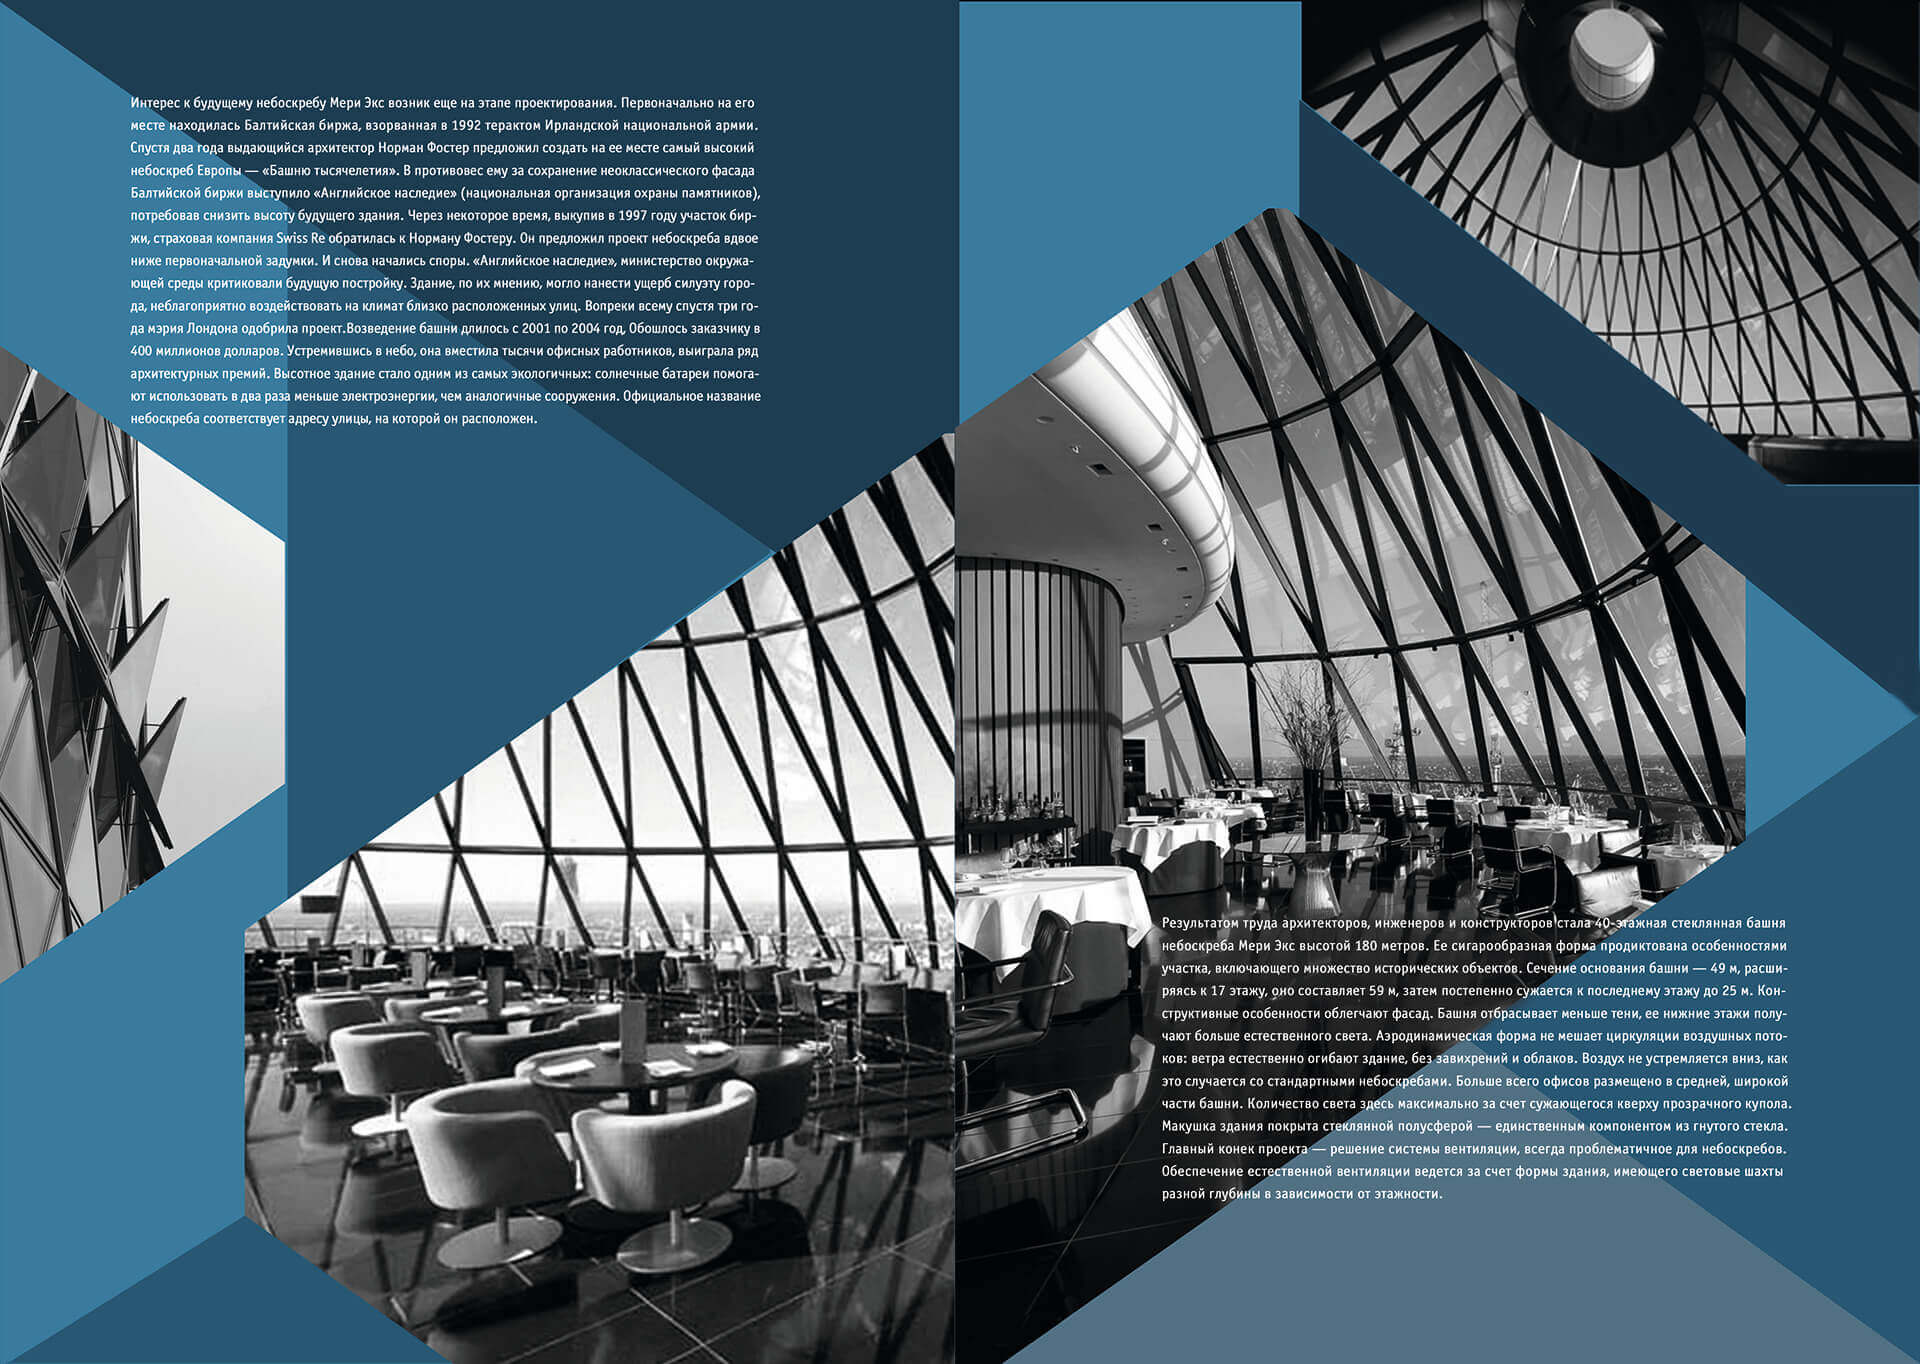 Интерес к будущему небоскребу Мери Экс возник еще на этапе проектирования. Первоначально на его
месте находилась Балтийская биржа, взорванная в 1992 терактом Ирландской национальной армии.
Спустя два года выдающийся архитектор Норман Фостер предложил создать на ее месте самый высокий
небоскреб Европы — «Башню тысячелетия». В противовес ему за сохранение неоклассического фасада
Балтийской биржи выступило «Английское наследие» (национальная организация охраны памятников),
потребовав снизить высоту будущего здания. Через некоторое время, выкупив в 1997 году участок бир-
жи, страховая компания Swiss Re обратилась к Норману Фостеру. Он предложил проект небоскреба вдвое
ниже первоначальной задумки. И снова начались споры. «Английское наследие», министерство окружа-
ющей среды критиковали будущую постройку. Здание, по их мнению, могло нанести ущерб силуэту горо-
да, неблагоприятно воздействовать на климат близко расположенных улиц. Вопреки всему спустя три го-
да мэрия Лондона одобрила проект.Возведение башни длилось с 2001 по 2004 год, Обошлось заказчику в
400 миллионов долларов. Устремившись в небо, она вместила тысячи офисных работников, выиграла ряд
архитектурных премий. Высотное здание стало одним из самых экологичных: солнечные батареи помога-
ют использовать в два раза меньше электроэнергии, чем аналогичные сооружения. Официальное название
небоскреба соответствует адресу улицы, на которой он расположен.
Результатом труда архитекторов, инженеров и конструкторов стала 40-этажная стеклянная башня
небоскреба Мери Экс высотой 180 метров. Ее сигарообразная форма продиктована особенностями
участка, включающего множество исторических объектов. Сечение основания башни — 49 м, расши-
ряясь к 17 этажу, оно составляет 59 м, затем постепенно сужается к последнему этажу до 25 м. Кон-
структивные особенности облегчают фасад. Башня отбрасывает меньше тени, ее нижние этажи полу-
чают больше естественного света. Аэродинамическая форма не мешает циркуляции воздушных пото-
ков: ветра естественно огибают здание, без завихрений и облаков. Воздух не устремляется вниз, как
это случается со стандартными небоскребами. Больше всего офисов размещено в средней, широкой
части башни. Количество света здесь максимально за счет сужающегося кверху прозрачного купола.
Макушка здания покрыта стеклянной полусферой — единственным компонентом из гнутого стекла.
Главный конек проекта — решение системы вентиляции, всегда проблематичное для небоскребов.
Обеспечение естественной вентиляции ведется за счет формы здания, имеющего световые шахты
разной глубины в зависимости от этажности.